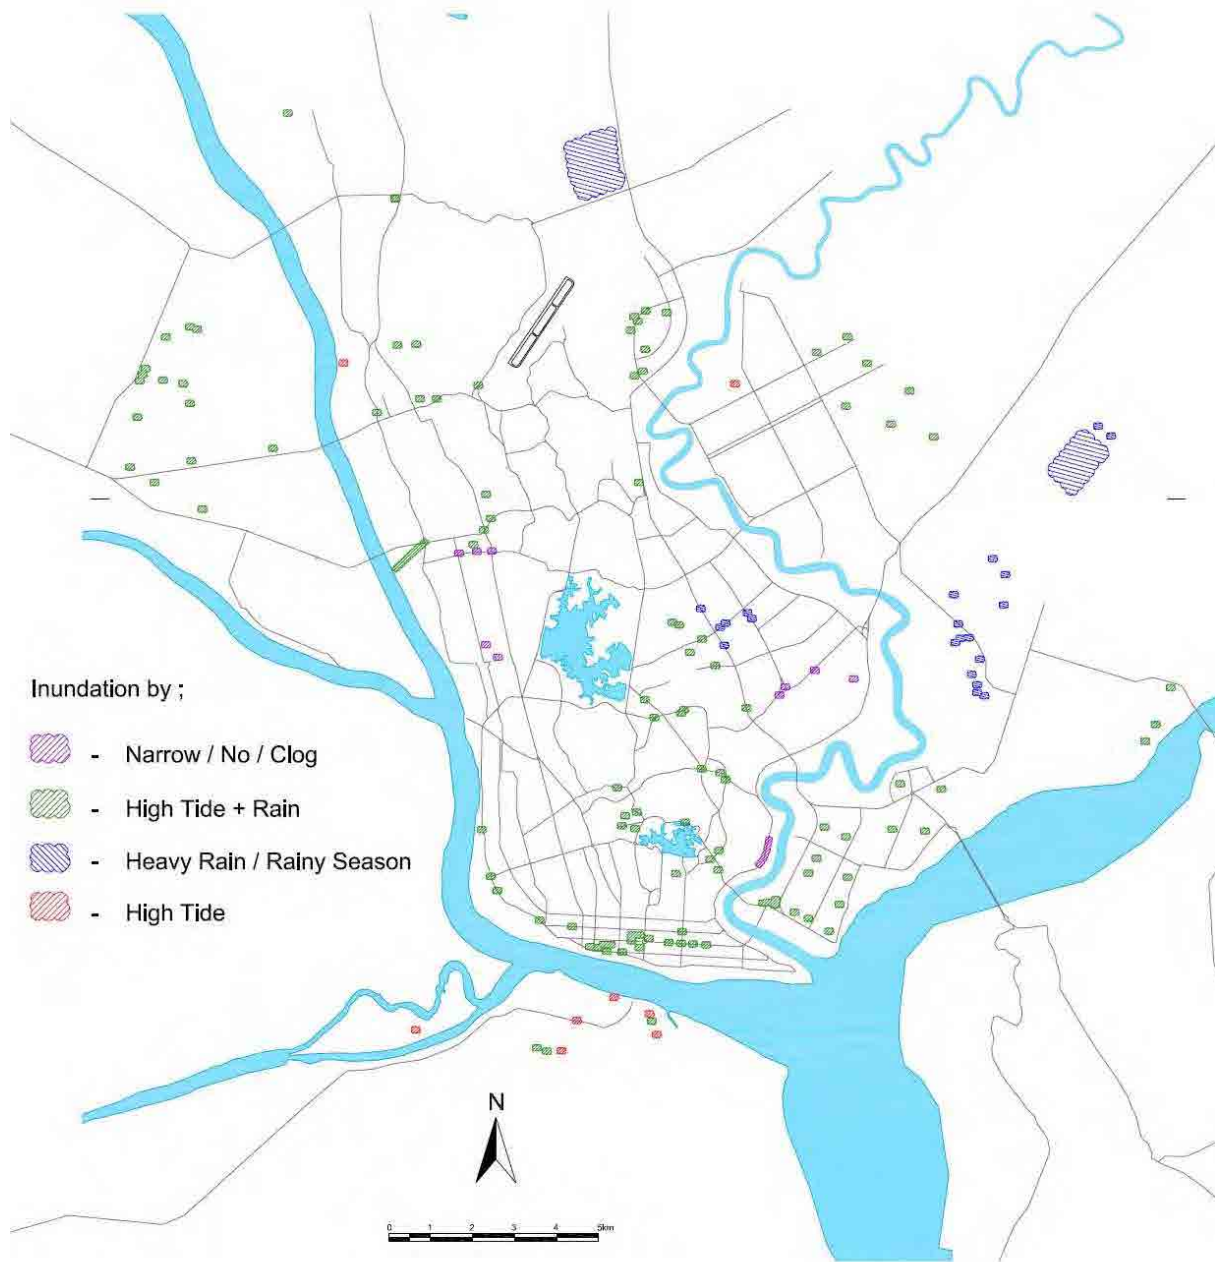 Inundation by ;
- Narrow / No / Clog
- High Tide + Rain
- Heavy Rain / Rainy Season
- High Tide
N
0 1 2 3 4 5km